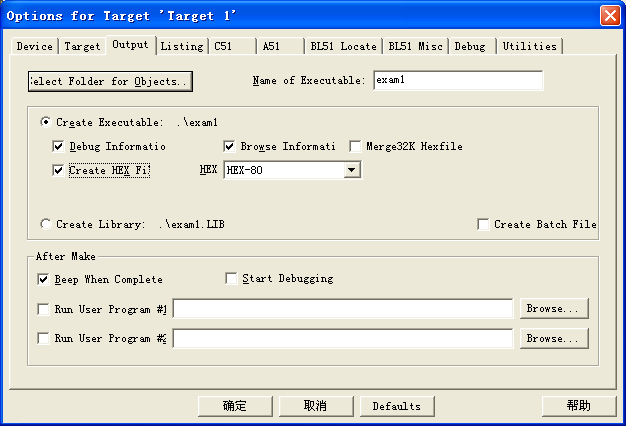 Options for Target 'Target 1'
Device Target Output Listing C51 A51 BL51 Locate BL51 Misc Debug Utilities
elect Folder for Objects.. Name of Executable: exam1
Create Executable: .\exam1
Debug Informatio Browse Informati Merge32K Hexfile
Create HEX Fi HEX HEX-80
Create Library: .\exam1.LIB Create Batch File
After Make
Beep When Complete Start Debugging
Run User Program #1 Browse...
Run User Program #2 Browse...
确定 取消 Defaults 帮助